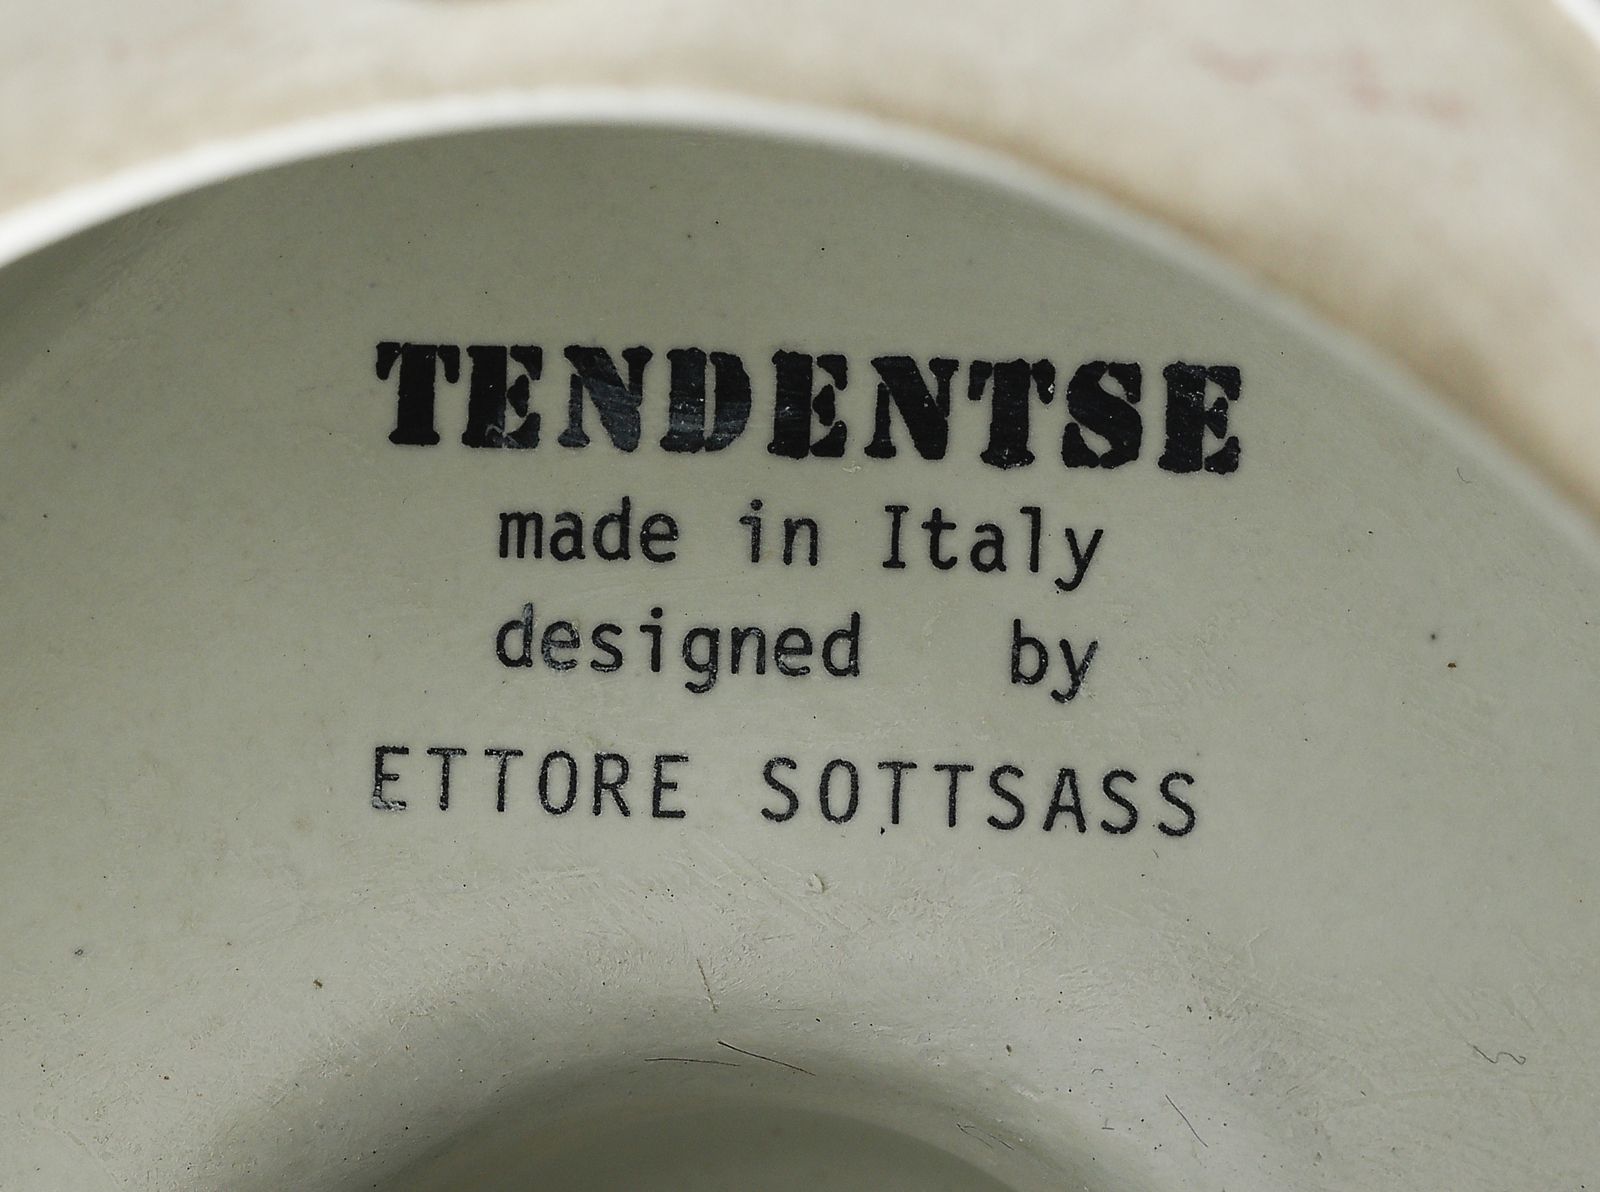 TENDENTSE
made in Italy
designed by
ETTORE SOTTSASS